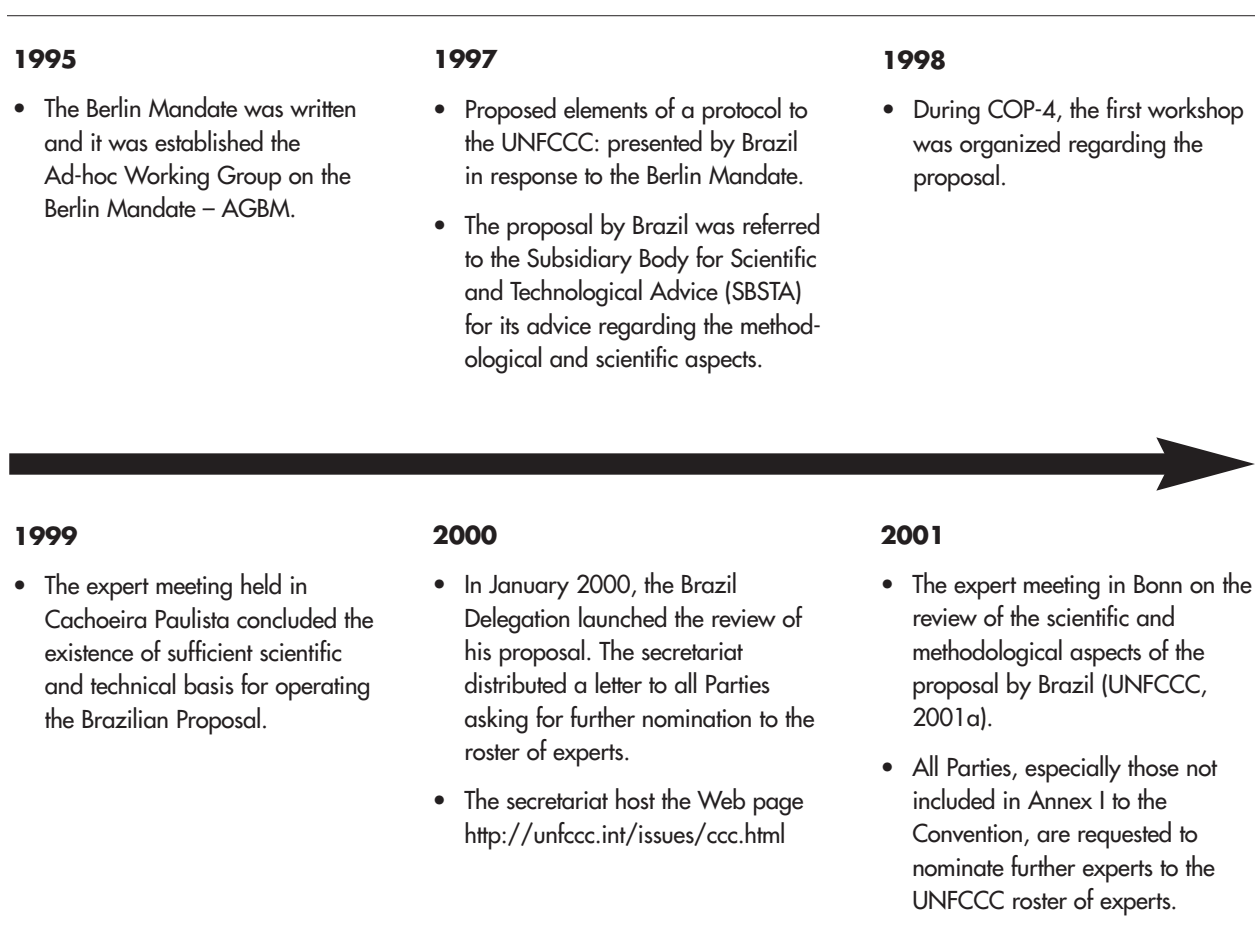 1995
• The Berlin Mandate was written
and it was established the
Ad-hoc Working Group on the
Berlin Mandate – AGBM.
1997
• Proposed elements of a protocol to
the UNFCCC: presented by Brazil
in response to the Berlin Mandate.
• The proposal by Brazil was referred
to the Subsidiary Body for Scientific
and Technological Advice (SBSTA)
for its advice regarding the method-
ological and scientific aspects.
1998
• During COP-4, the first workshop
was organized regarding the
proposal.
1999
• The expert meeting held in
Cachoeira Paulista concluded the
existence of sufficient scientific
and technical basis for operating
the Brazilian Proposal.
2000
• In January 2000, the Brazil
Delegation launched the review of
his proposal. The secretariat
distributed a letter to all Parties
asking for further nomination to the
roster of experts.
• The secretariat host the Web page
http://unfccc.int/issues/ccc.html
2001
• The expert meeting in Bonn on the
review of the scientific and
methodological aspects of the
proposal by Brazil (UNFCCC,
2001a).
• All Parties, especially those not
included in Annex I to the
Convention, are requested to
nominate further experts to the
UNFCCC roster of experts.